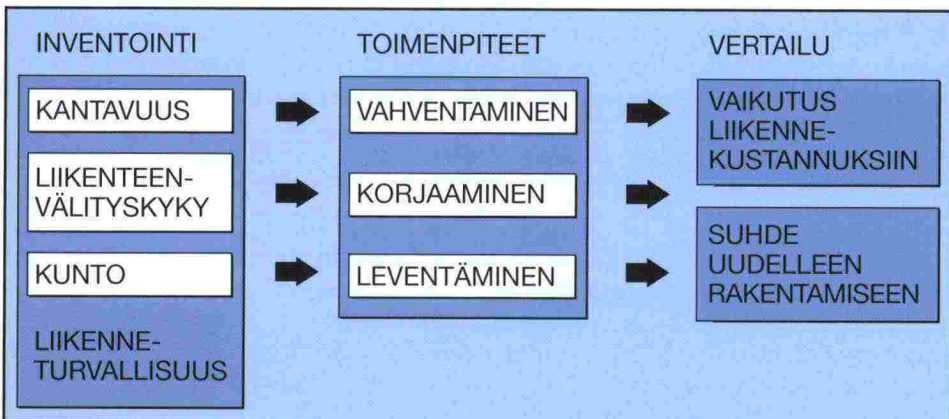 INVENTOINTI
KANTAVUUS
LIIKENTEEN-
VÄLITYSKYKY
KUNTO
LIIKENNE-
TURVALLISUUS
TOIMENPITEET
VAHVENTAMINEN
KORJAAMINEN
LEVENTÄMINEN
VERTAILU
VAIKUTUS
LIIKENNE-
KUSTANNUKSIIN
SUHDE
UUDELLEEN
RAKENTAMISEEN